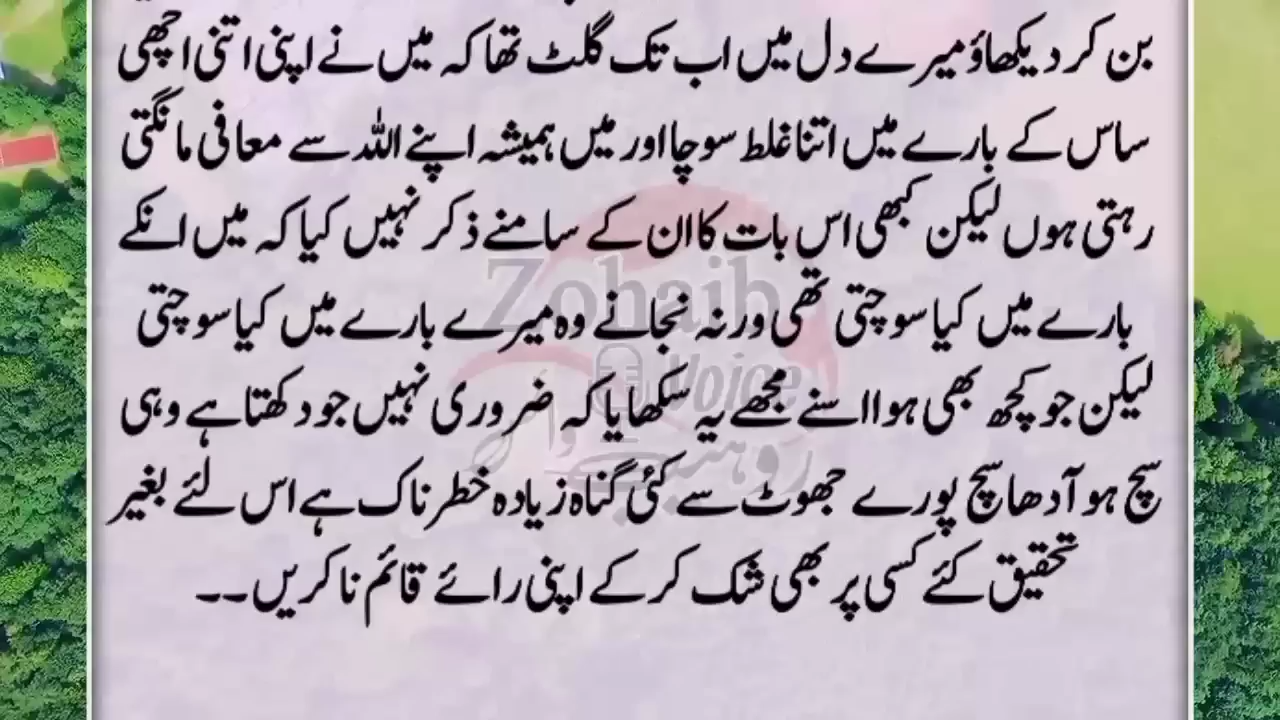 بن کر دیکھاؤ میرے دل میں اب تک گلٹ تھا کہ میں نے اپنی اتنی اچھی
ساس کے بارے میں اتنا غلط سوچا اور میں ہمیشہ اپنے اللہ سے معافی مانگتی
رہتی ہوں لیکن کبھی اس بات کا ان کے سامنے ذکر نہیں کیا کہ میں انکے
بارے میں کیا سوچتی تھی ورنہ نجانے وہ میرے بارے میں کیا سوچتی
لیکن جو کچھ بھی ہوا اسنے مجھے یہ سکھایا کہ ضروری نہیں جو دکھتا ہے وہی
سچ ہو آدھا سچ پورے جھوٹ سے کئی گناہ زیادہ خطرناک ہے اس لئے بغیر
تحقیق کئے کسی پر بھی شک کر کے اپنی رائے قائم نا کریں۔۔
Zohaib
Voice